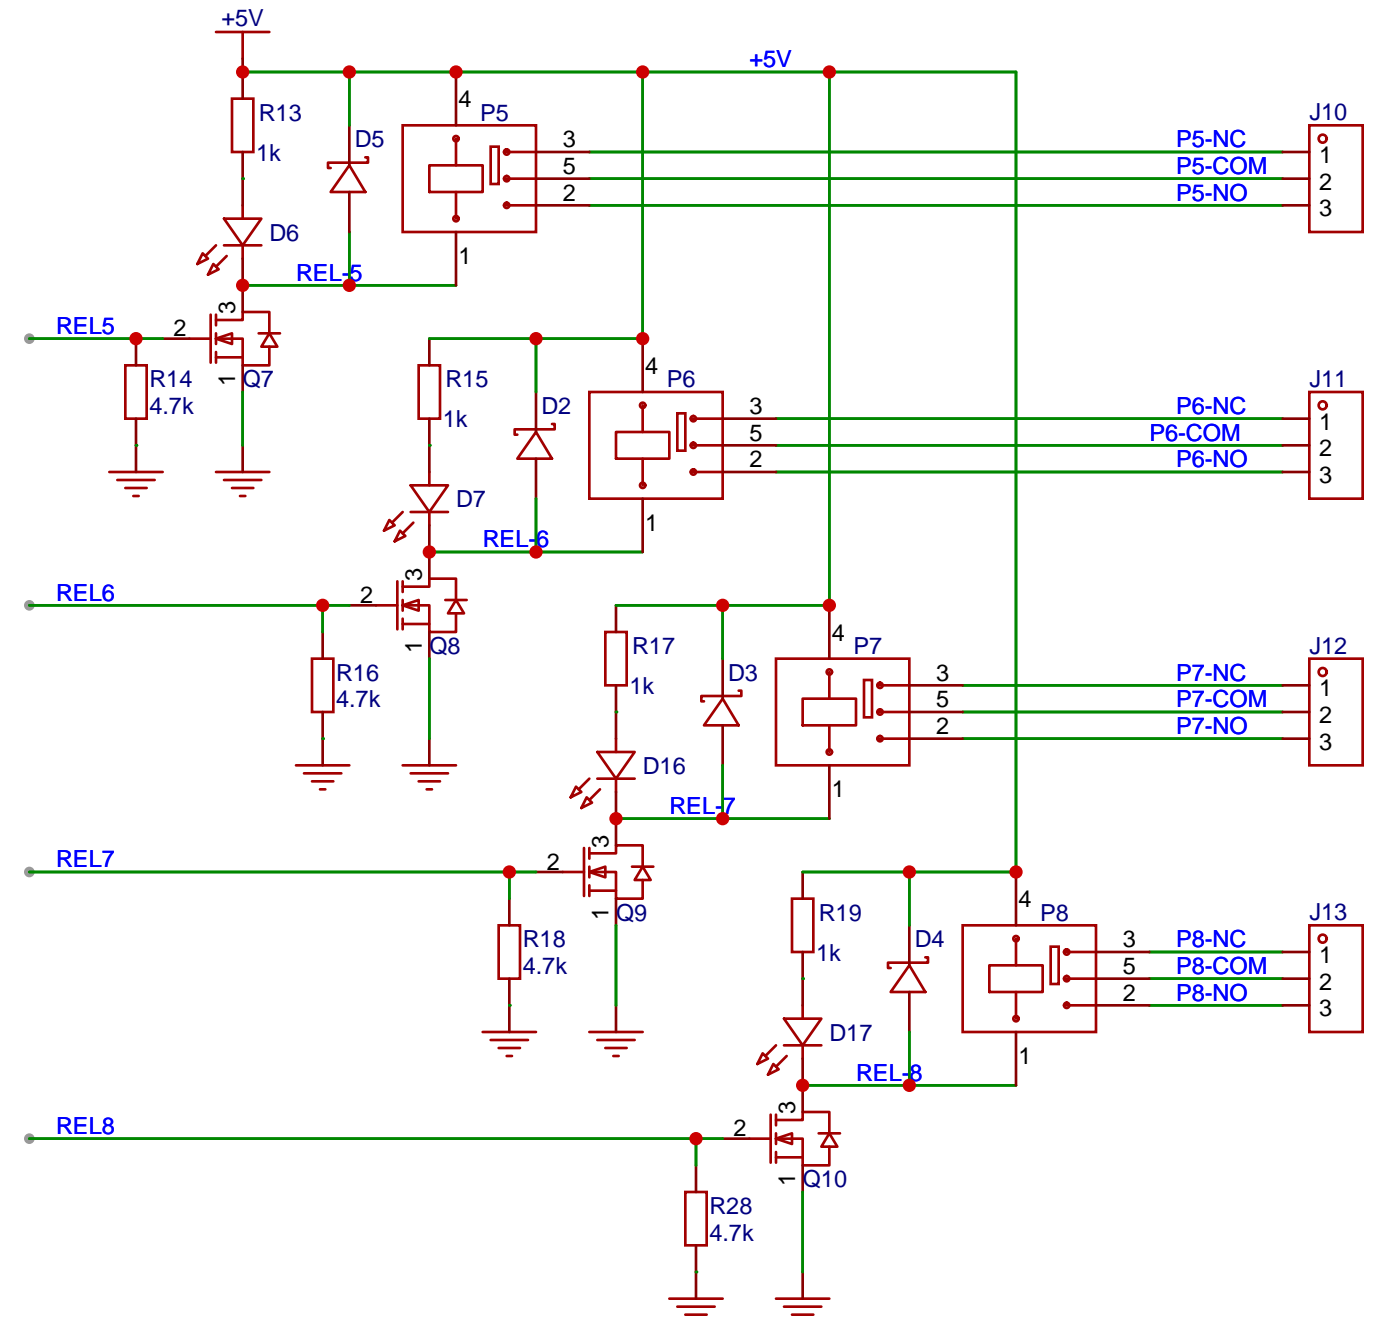 +5V
+5V
R13
1k
D5
4
P5
3
5
2
1
P5-NC
P5-COM
P5-NO
J10
1
2
3
D6
REL-5
REL5
2
3
1
Q7
R14
4.7k
R15
1k
D2
4
P6
3
5
2
1
P6-NC
P6-COM
P6-NO
J11
1
2
3
D7
REL-6
REL6
2
3
1
Q8
R16
4.7k
R17
1k
D3
4
P7
3
5
2
1
P7-NC
P7-COM
P7-NO
J12
1
2
3
D16
REL-7
REL7
2
3
1
Q9
R18
4.7k
R19
1k
D4
4
P8
3
5
2
1
P8-NC
P8-COM
P8-NO
J13
1
2
3
D17
REL-8
REL8
2
3
1
Q10
R28
4.7k